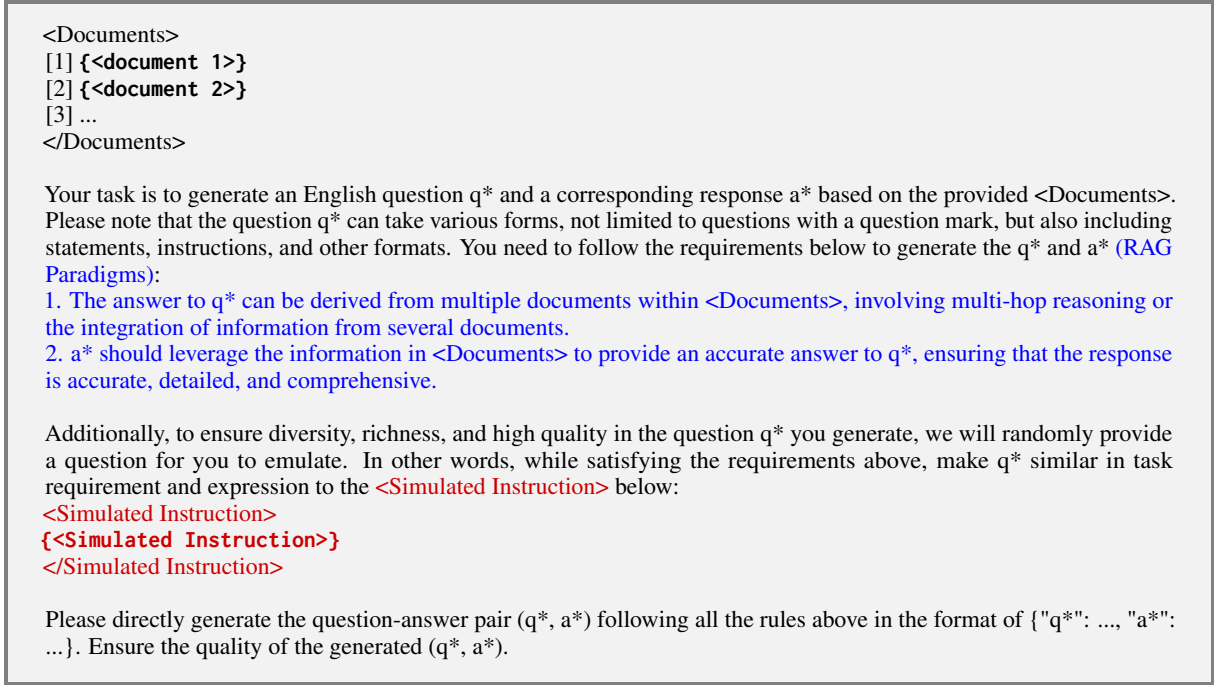 <Documents>
[1] {<document 1>}
[2] {<document 2>}
[3] ...
</Documents>
Your task is to generate an English question q* and a corresponding response a* based on the provided <Documents>.
Please note that the question q* can take various forms, not limited to questions with a question mark, but also including
statements, instructions, and other formats. You need to follow the requirements below to generate the q* and a* (RAG
Paradigms):
1. The answer to q* can be derived from multiple documents within <Documents>, involving multi-hop reasoning or
the integration of information from several documents.
2. a* should leverage the information in <Documents> to provide an accurate answer to q*, ensuring that the response
is accurate, detailed, and comprehensive.
Additionally, to ensure diversity, richness, and high quality in the question q* you generate, we will randomly provide
a question for you to emulate. In other words, while satisfying the requirements above, make q* similar in task
requirement and expression to the <Simulated Instruction> below:
<Simulated Instruction>
{<Simulated Instruction>}
</Simulated Instruction>
Please directly generate the question-answer pair (q*, a*) following all the rules above in the format of {"q*": ..., "a*":
...}. Ensure the quality of the generated (q*, a*).